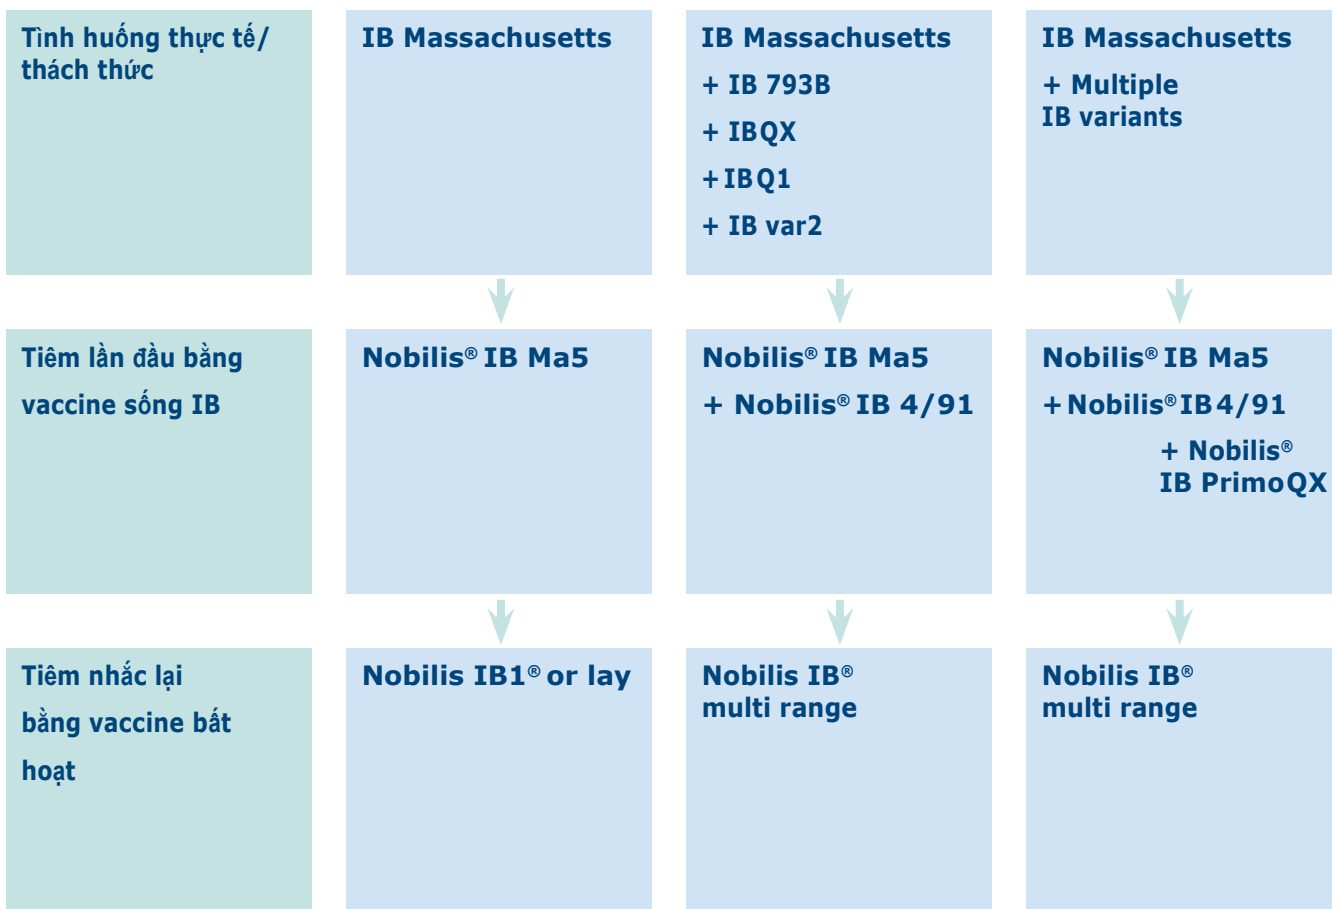 Tình huống thực tế/
thách thức
IB Massachusetts
IB Massachusetts
+ IB 793B
+ IBQX
+IBQ1
+ IB var2
IB Massachusetts
+ Multiple
IB variants
Tiêm lần đầu bằng
vaccine sống IB
Nobilis® IB Ma5
Nobilis® IB Ma5
+ Nobilis® IB 4/91
Nobilis® IB Ma5
+Nobilis® IB 4/91
+ Nobilis®
IB PrimoQX
Tiêm nhắc lại
bằng vaccine bất
hoạt
Nobilis IB1® or lay
Nobilis IB®
multi range
Nobilis IB®
multi range